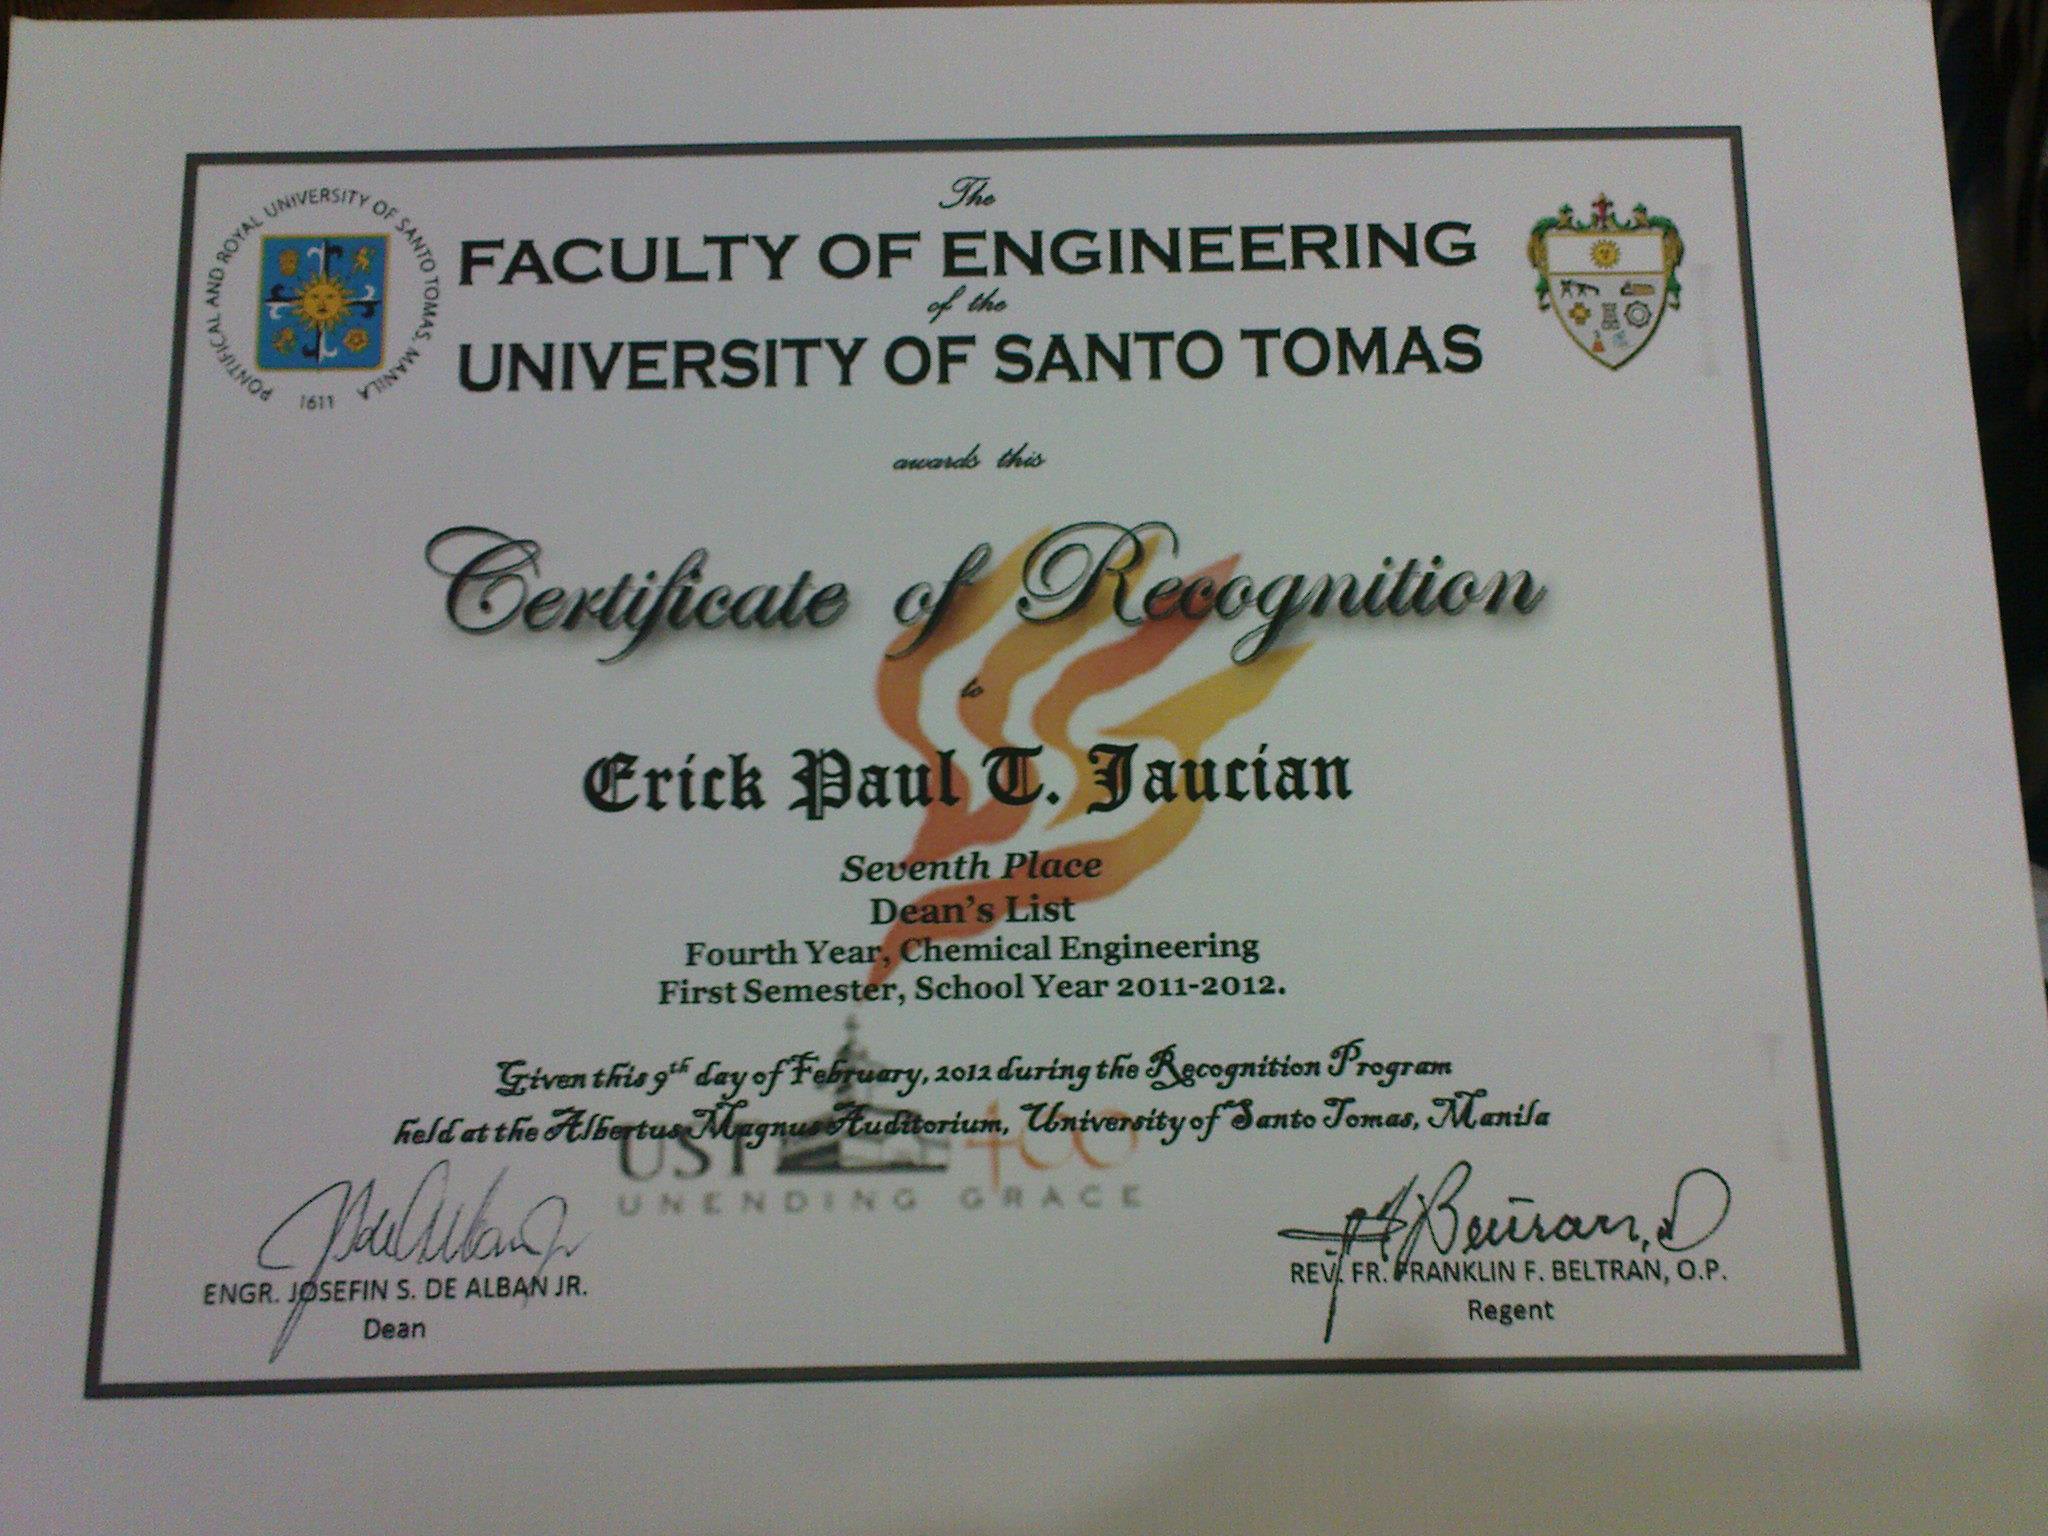 The
FACULTY OF ENGINEERING
of the
UNIVERSITY OF SANTO TOMAS
PONTIFICAL AND ROYAL UNIVERSITY OF SANTO TOMAS, MANILA
1611
awards this
Certificate of Recognition
to
Erick Paul T. Jaucian
Seventh Place
Dean's List
Fourth Year, Chemical Engineering
First Semester, School Year 2011-2012.
Given this 9th day of February, 2012 during the Recognition Program
held at the Albertus Magnus Auditorium, University of Santo Tomas, Manila
UST 400
UNENDING GRACE
ENGR. JOSEFIN S. DE ALBAN JR.
Dean
REV. FR. FRANKLIN F. BELTRAN, O.P.
Regent